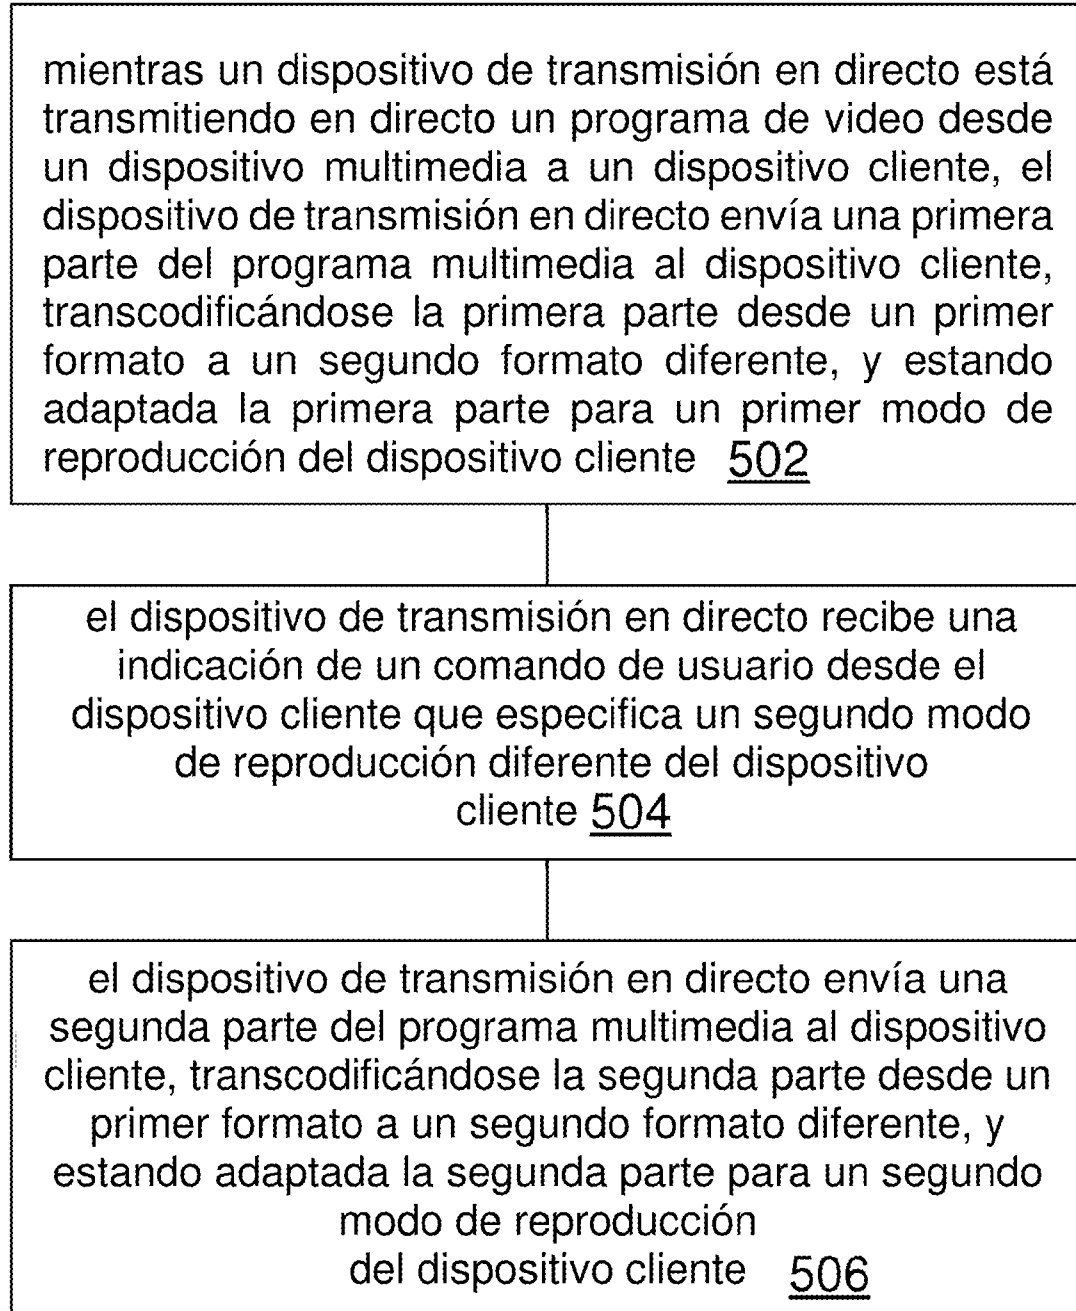 mientras un dispositivo de transmisión en directo está
transmitiendo en directo un programa de video desde
un dispositivo multimedia a un dispositivo cliente, el
dispositivo de transmisión en directo envía una primera
parte del programa multimedia al dispositivo cliente,
transcodificándose la primera parte desde un primer
formato a un segundo formato diferente, y estando
adaptada la primera parte para un primer modo de
reproducción del dispositivo cliente 502
el dispositivo de transmisión en directo recibe una
indicación de un comando de usuario desde el
dispositivo cliente que especifica un segundo modo
de reproducción diferente del dispositivo
cliente 504
el dispositivo de transmisión en directo envía una
segunda parte del programa multimedia al dispositivo
cliente, transcodificándose la segunda parte desde un
primer formato a un segundo formato diferente, y
estando adaptada la segunda parte para un segundo
modo de reproducción
del dispositivo cliente 506